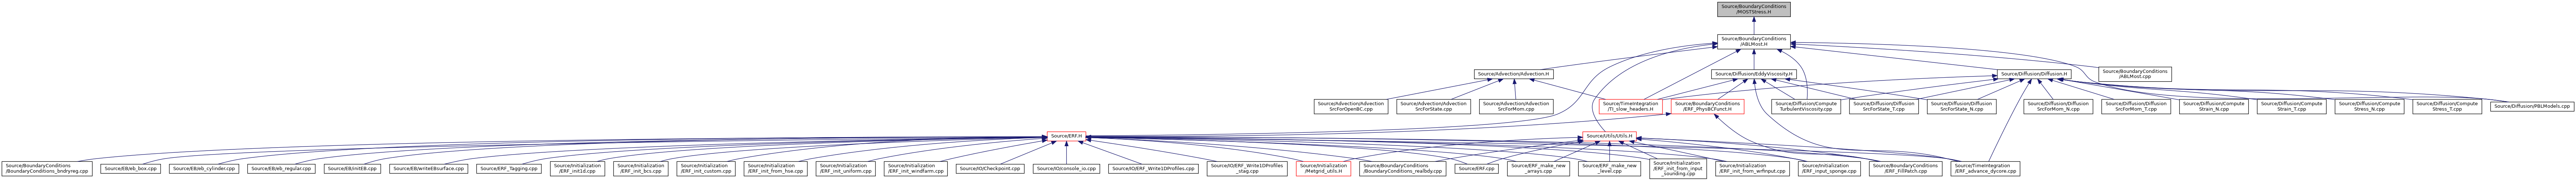 Source/BoundaryConditions
/MOSTStress.H
Source/BoundaryConditions
/ABLMost.H
Source/Advection/Advection.H
Source/Diffusion/EddyViscosity.H
Source/Diffusion/Diffusion.H
Source/BoundaryConditions
/ABLMost.cpp
Source/Advection/Advection
SrcForOpenBC.cpp
Source/Advection/Advection
SrcForState.cpp
Source/Advection/Advection
SrcForMom.cpp
Source/TimeIntegration
/TI_slow_headers.H
Source/BoundaryConditions
/ERF_PhysBCFunct.H
Source/Diffusion/Compute
TurbulentViscosity.cpp
Source/Diffusion/Diffusion
SrcForState_T.cpp
Source/Diffusion/Diffusion
SrcForState_N.cpp
Source/Diffusion/Diffusion
SrcForMom_N.cpp
Source/Diffusion/Diffusion
SrcForMom_T.cpp
Source/Diffusion/Compute
Strain_N.cpp
Source/Diffusion/Compute
Strain_T.cpp
Source/Diffusion/Compute
Stress_N.cpp
Source/Diffusion/Compute
Stress_T.cpp
Source/Diffusion/PBLModels.cpp
Source/ERF.H
Source/Utils/Utils.H
Source/BoundaryConditions
/BoundaryConditions_bndryreg.cpp
Source/EB/eb_box.cpp
Source/EB/eb_cylinder.cpp
Source/EB/eb_regular.cpp
Source/EB/initEB.cpp
Source/EB/writeEBsurface.cpp
Source/ERF_Tagging.cpp
Source/Initialization
/ERF_init1d.cpp
Source/Initialization
/ERF_init_bcs.cpp
Source/Initialization
/ERF_init_custom.cpp
Source/Initialization
/ERF_init_from_hse.cpp
Source/Initialization
/ERF_init_uniform.cpp
Source/Initialization
/ERF_init_windfarm.cpp
Source/IO/Checkpoint.cpp
Source/IO/console_io.cpp
Source/IO/ERF_Write1DProfiles.cpp
Source/IO/ERF_Write1DProfiles
_stag.cpp
Source/Initialization
/Metgrid_utils.H
Source/BoundaryConditions
/BoundaryConditions_realbdy.cpp
Source/ERF.cpp
Source/ERF_make_new
_arrays.cpp
Source/ERF_make_new
_level.cpp
Source/Initialization
/ERF_init_from_input
_sounding.cpp
Source/Initialization
/ERF_init_from_wrfinput.cpp
Source/Initialization
/ERF_input_sponge.cpp
Source/BoundaryConditions
/ERF_FillPatch.cpp
Source/TimeIntegration
/ERF_advance_dycore.cpp